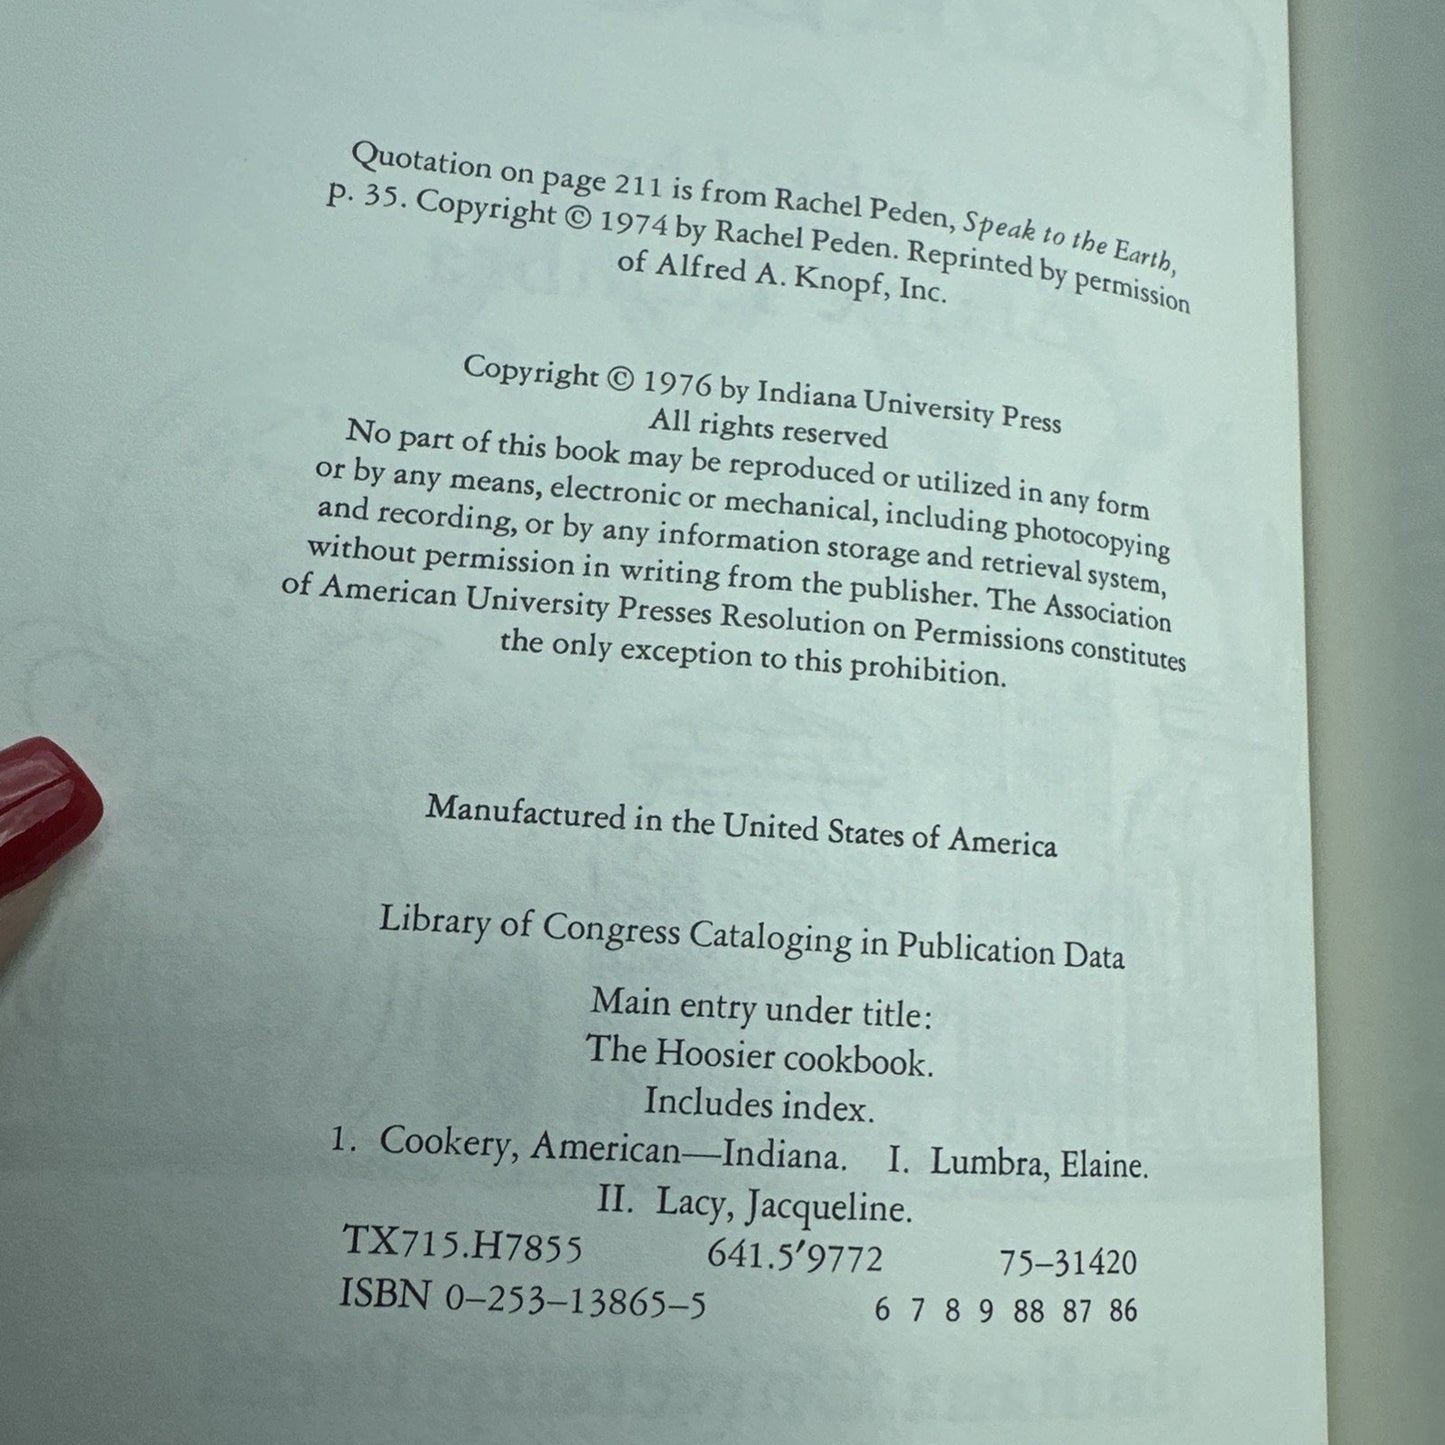 Quotation on page 211 is from Rachel Peden, Speak to the Earth,
p. 35. Copyright © 1974 by Rachel Peden. Reprinted by permission
of Alfred A. Knopf, Inc.
Copyright © 1976 by Indiana University Press
All rights reserved
No part of this book may be reproduced or utilized in any form
or by any means, electronic or mechanical, including photocopying
and recording, or by any information storage and retrieval system,
without permission in writing from the publisher. The Association
of American University Presses Resolution on Permissions constitutes
the only exception to this prohibition.
Manufactured in the United States of America
Library of Congress Cataloging in Publication Data
Main entry under title:
The Hoosier cookbook.
Includes index.
1. Cookery, American—Indiana. I. Lumbra, Elaine.
II. Lacy, Jacqueline.
TX715.H7855 641.5′9772 75–31420
ISBN 0–253–13865–5 6 7 8 9 88 87 86